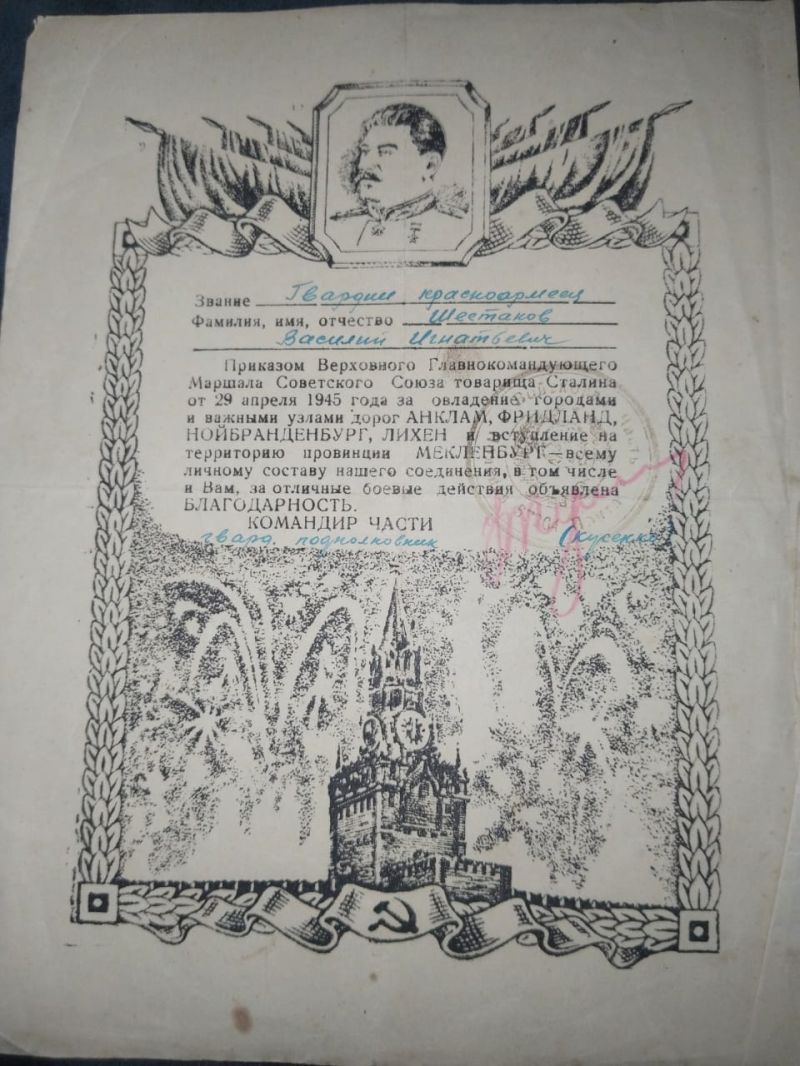 Звание Гвардии красноармеец
Фамилия, имя, отчество Шестаков
Василий Игнатьевич
Приказом Верховного Главнокомандующего
Маршала Советского Союза товарища Сталина
от 29 апреля 1945 года за овладение городами
и важными узлами дорог АНКЛАМ, ФРИДЛАНД,
НОЙБРАНДЕНБУРГ, ЛИХЕН и вступление на
территорию провинции МЕКЛЕНБУРГ—всему
личному составу нашего соединения, в том числе
и Вам, за отличные боевые действия объявлена
БЛАГОДАРНОСТЬ.
КОМАНДИР ЧАСТИ
гвард. подполковник